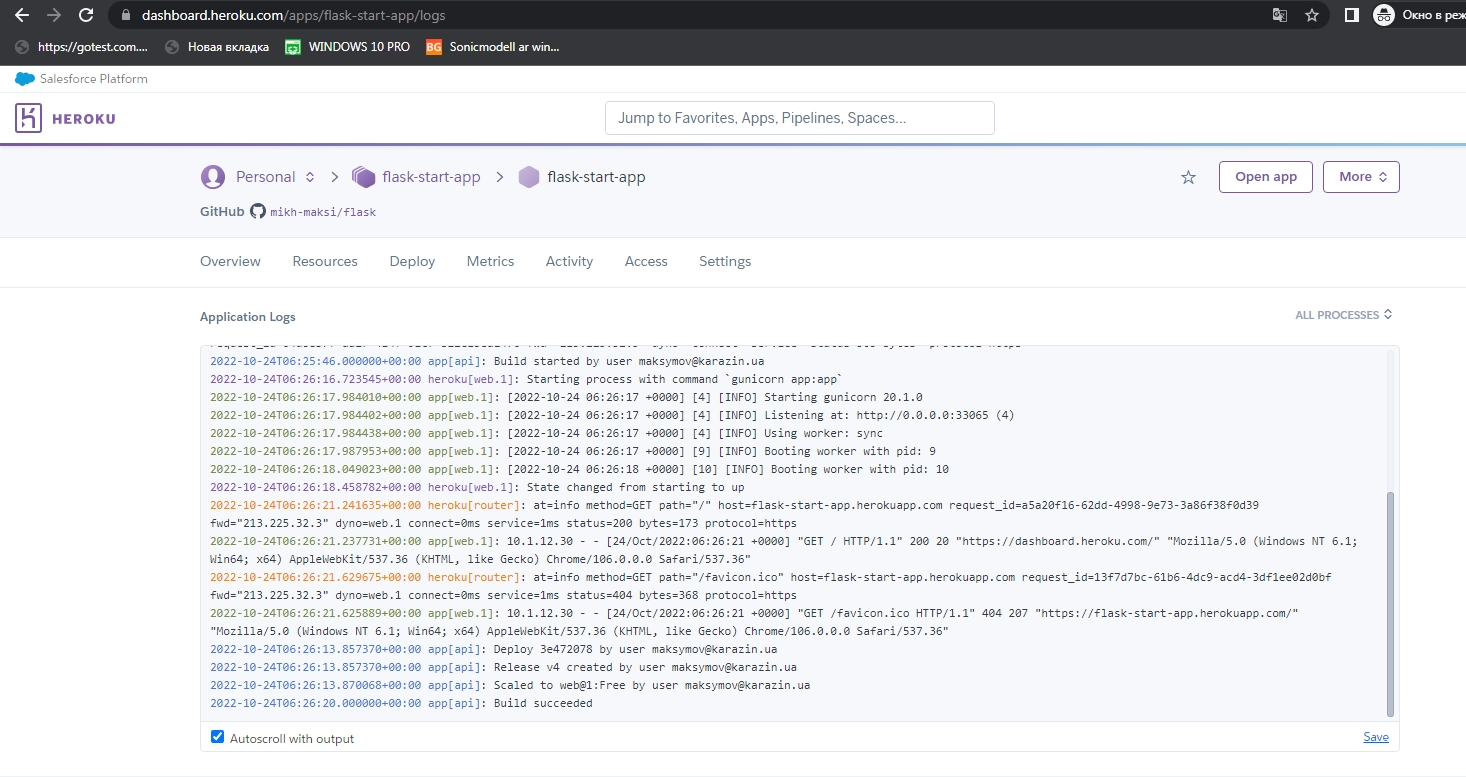 dashboard.heroku.com/apps/flask-start-app/logs
Окно в реж
https://gotest.com.... Новая вкладка WINDOWS 10 PRO BG Sonicmodell ar win...
Salesforce Platform
HEROKU
Jump to Favorites, Apps, Pipelines, Spaces...
Personal > flask-start-app > flask-start-app
Open app More
GitHub mikh-maksi/flask
Overview Resources Deploy Metrics Activity Access Settings
Application Logs
ALL PROCESSES
2022-10-24T06:25:46.000000+00:00 app[api]: Build started by user maksymov@karazin.ua
2022-10-24T06:26:16.723545+00:00 heroku[web.1]: Starting process with command `gunicorn app:app`
2022-10-24T06:26:17.984010+00:00 app[web.1]: [2022-10-24 06:26:17 +0000] [4] [INFO] Starting gunicorn 20.1.0
2022-10-24T06:26:17.984402+00:00 app[web.1]: [2022-10-24 06:26:17 +0000] [4] [INFO] Listening at: http://0.0.0.0:33065 (4)
2022-10-24T06:26:17.984438+00:00 app[web.1]: [2022-10-24 06:26:17 +0000] [4] [INFO] Using worker: sync
2022-10-24T06:26:17.987953+00:00 app[web.1]: [2022-10-24 06:26:17 +0000] [9] [INFO] Booting worker with pid: 9
2022-10-24T06:26:18.049023+00:00 app[web.1]: [2022-10-24 06:26:18 +0000] [10] [INFO] Booting worker with pid: 10
2022-10-24T06:26:18.458782+00:00 heroku[web.1]: State changed from starting to up
2022-10-24T06:26:21.241635+00:00 heroku[router]: at=info method=GET path="/" host=flask-start-app.herokuapp.com request_id=a5a20f16-62dd-4998-9e73-3a86f38f0d39
fwd="213.225.32.3" dyno=web.1 connect=0ms service=1ms status=200 bytes=173 protocol=https
2022-10-24T06:26:21.237731+00:00 app[web.1]: 10.1.12.30 - - [24/Oct/2022:06:26:21 +0000] "GET / HTTP/1.1" 200 20 "https://dashboard.heroku.com/" "Mozilla/5.0 (Windows NT 6.1;
Win64; x64) AppleWebKit/537.36 (KHTML, like Gecko) Chrome/106.0.0.0 Safari/537.36"
2022-10-24T06:26:21.629675+00:00 heroku[router]: at=info method=GET path="/favicon.ico" host=flask-start-app.herokuapp.com request_id=13f7d7bc-61b6-4dc9-acd4-3df1ee02d0bf
fwd="213.225.32.3" dyno=web.1 connect=0ms service=1ms status=404 bytes=368 protocol=https
2022-10-24T06:26:21.625889+00:00 app[web.1]: 10.1.12.30 - - [24/Oct/2022:06:26:21 +0000] "GET /favicon.ico HTTP/1.1" 404 207 "https://flask-start-app.herokuapp.com/"
"Mozilla/5.0 (Windows NT 6.1; Win64; x64) AppleWebKit/537.36 (KHTML, like Gecko) Chrome/106.0.0.0 Safari/537.36"
2022-10-24T06:26:13.857370+00:00 app[api]: Deploy 3e472078 by user maksymov@karazin.ua
2022-10-24T06:26:13.857370+00:00 app[api]: Release v4 created by user maksymov@karazin.ua
2022-10-24T06:26:13.870068+00:00 app[api]: Scaled to web@1:Free by user maksymov@karazin.ua
2022-10-24T06:26:20.000000+00:00 app[api]: Build succeeded
Autoscroll with output
Save